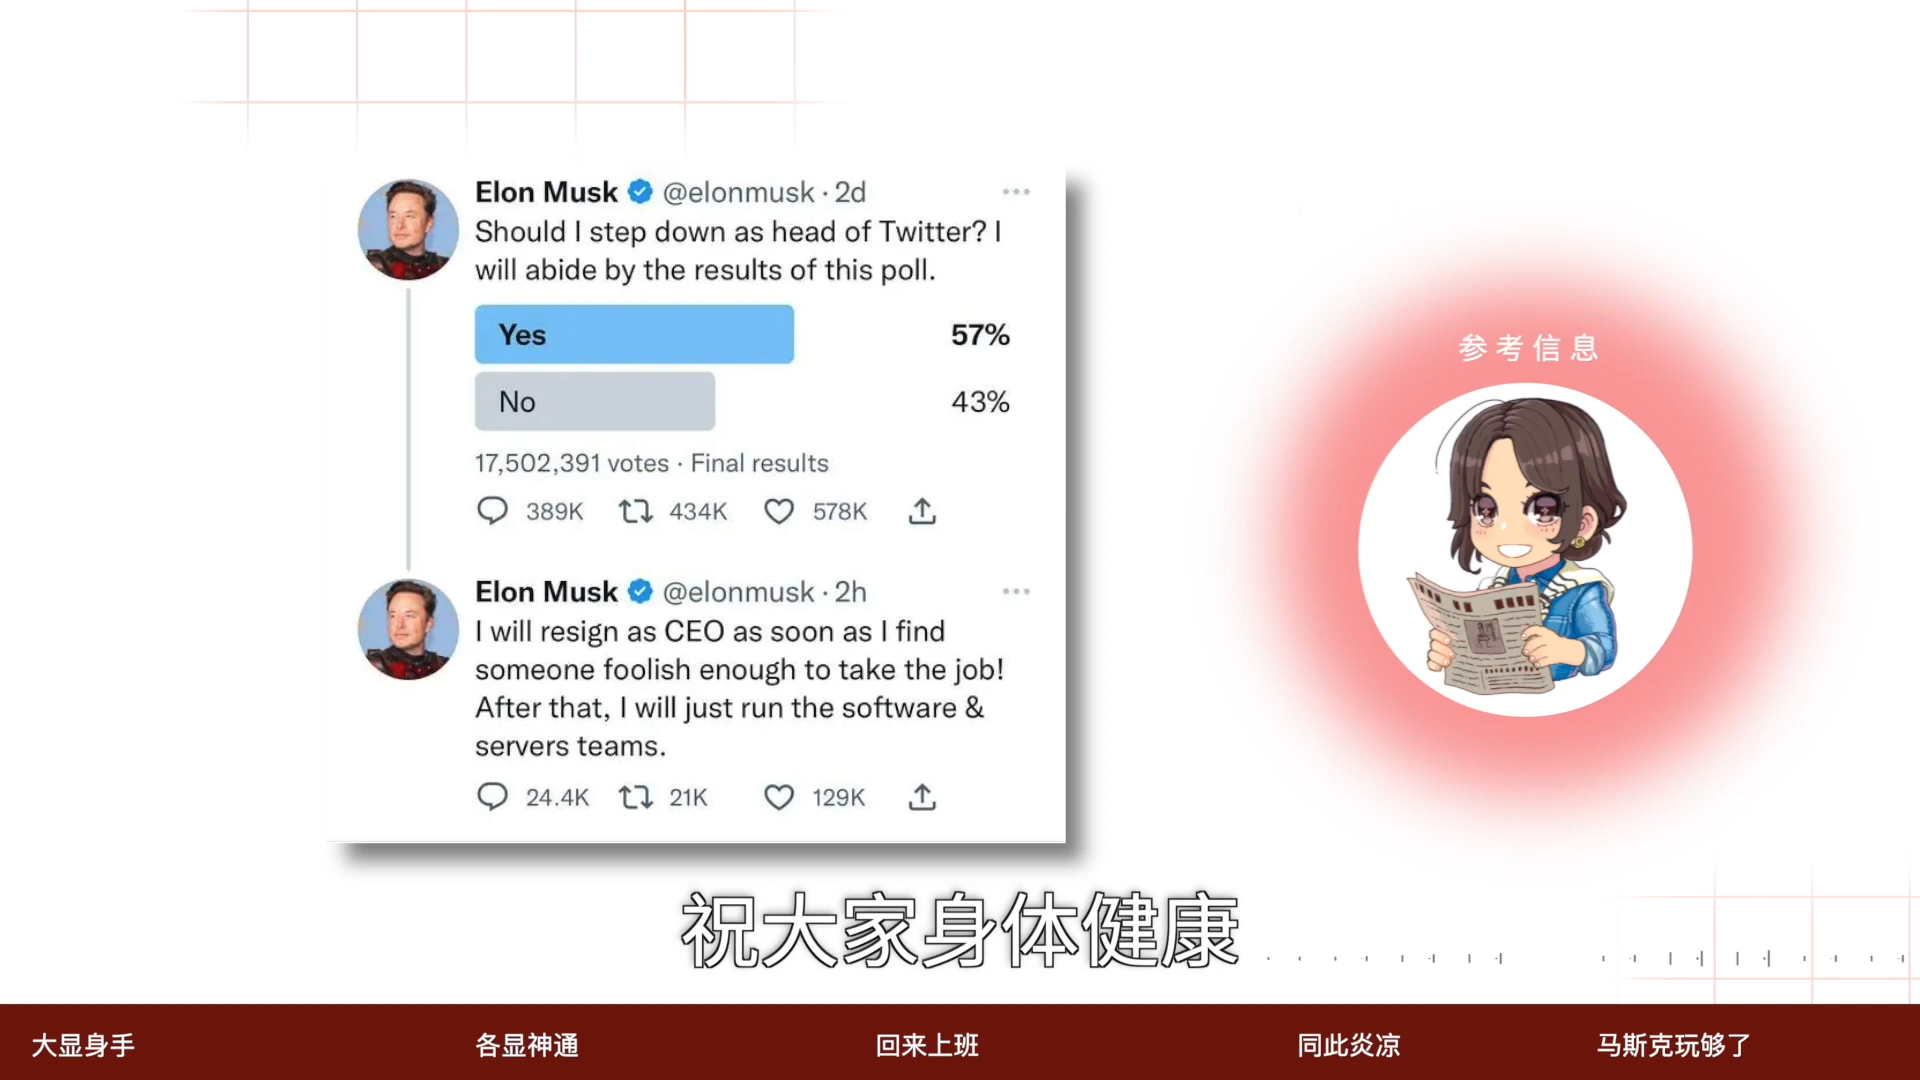 Elon Musk @elonmusk · 2d
Should I step down as head of Twitter? I
will abide by the results of this poll.
Yes 57%
No 43%
17,502,391 votes · Final results
389K 434K 578K
Elon Musk @elonmusk · 2h
I will resign as CEO as soon as I find
someone foolish enough to take the job!
After that, I will just run the software &
servers teams.
24.4K 21K 129K
参考信息
祝大家身体健康
大显身手 各显神通 回来上班 同此炎凉 马斯克玩够了